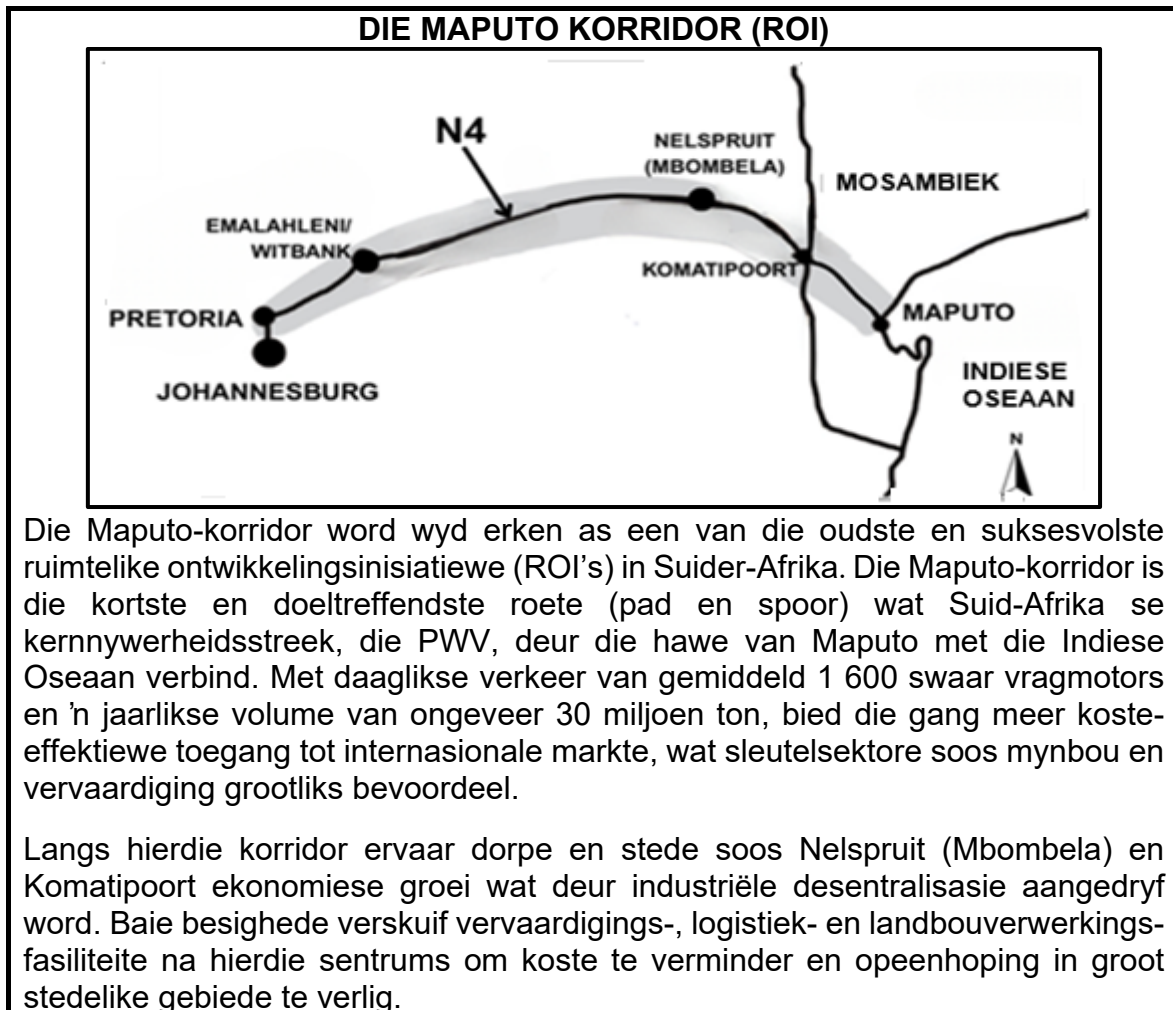 DIE MAPUTO KORRIDOR (ROI)
N4
NELSPRUIT
(MBOMBELA)
MOSAMBIEK
EMALAHLENI/
WITBANK
KOMATIPOORT
PRETORIA
MAPUTO
JOHANNESBURG
INDIESE
OSEAAN
N
Die Maputo-korridor word wyd erken as een van die oudste en suksesvolste
ruimtelike ontwikkelingsinisiatiewe (ROI's) in Suider-Afrika. Die Maputo-korridor is
die kortste en doeltreffendste roete (pad en spoor) wat Suid-Afrika se
kernnywerheidsstreek, die PWV, deur die hawe van Maputo met die Indiese
Oseaan verbind. Met daaglikse verkeer van gemiddeld 1 600 swaar vragmotors
en 'n jaarlikse volume van ongeveer 30 miljoen ton, bied die gang meer koste-
effektiewe toegang tot internasionale markte, wat sleutelsektore soos mynbou en
vervaardiging grootliks bevoordeel.
Langs hierdie korridor ervaar dorpe en stede soos Nelspruit (Mbombela) en
Komatipoort ekonomiese groei wat deur industriële desentralisasie aangedryf
word. Baie besighede verskuif vervaardigings-, logistiek- en landbouverwerkings-
fasiliteite na hierdie sentrums om koste te verminder en opeenhoping in groot
stedelike gebiede te verlig.